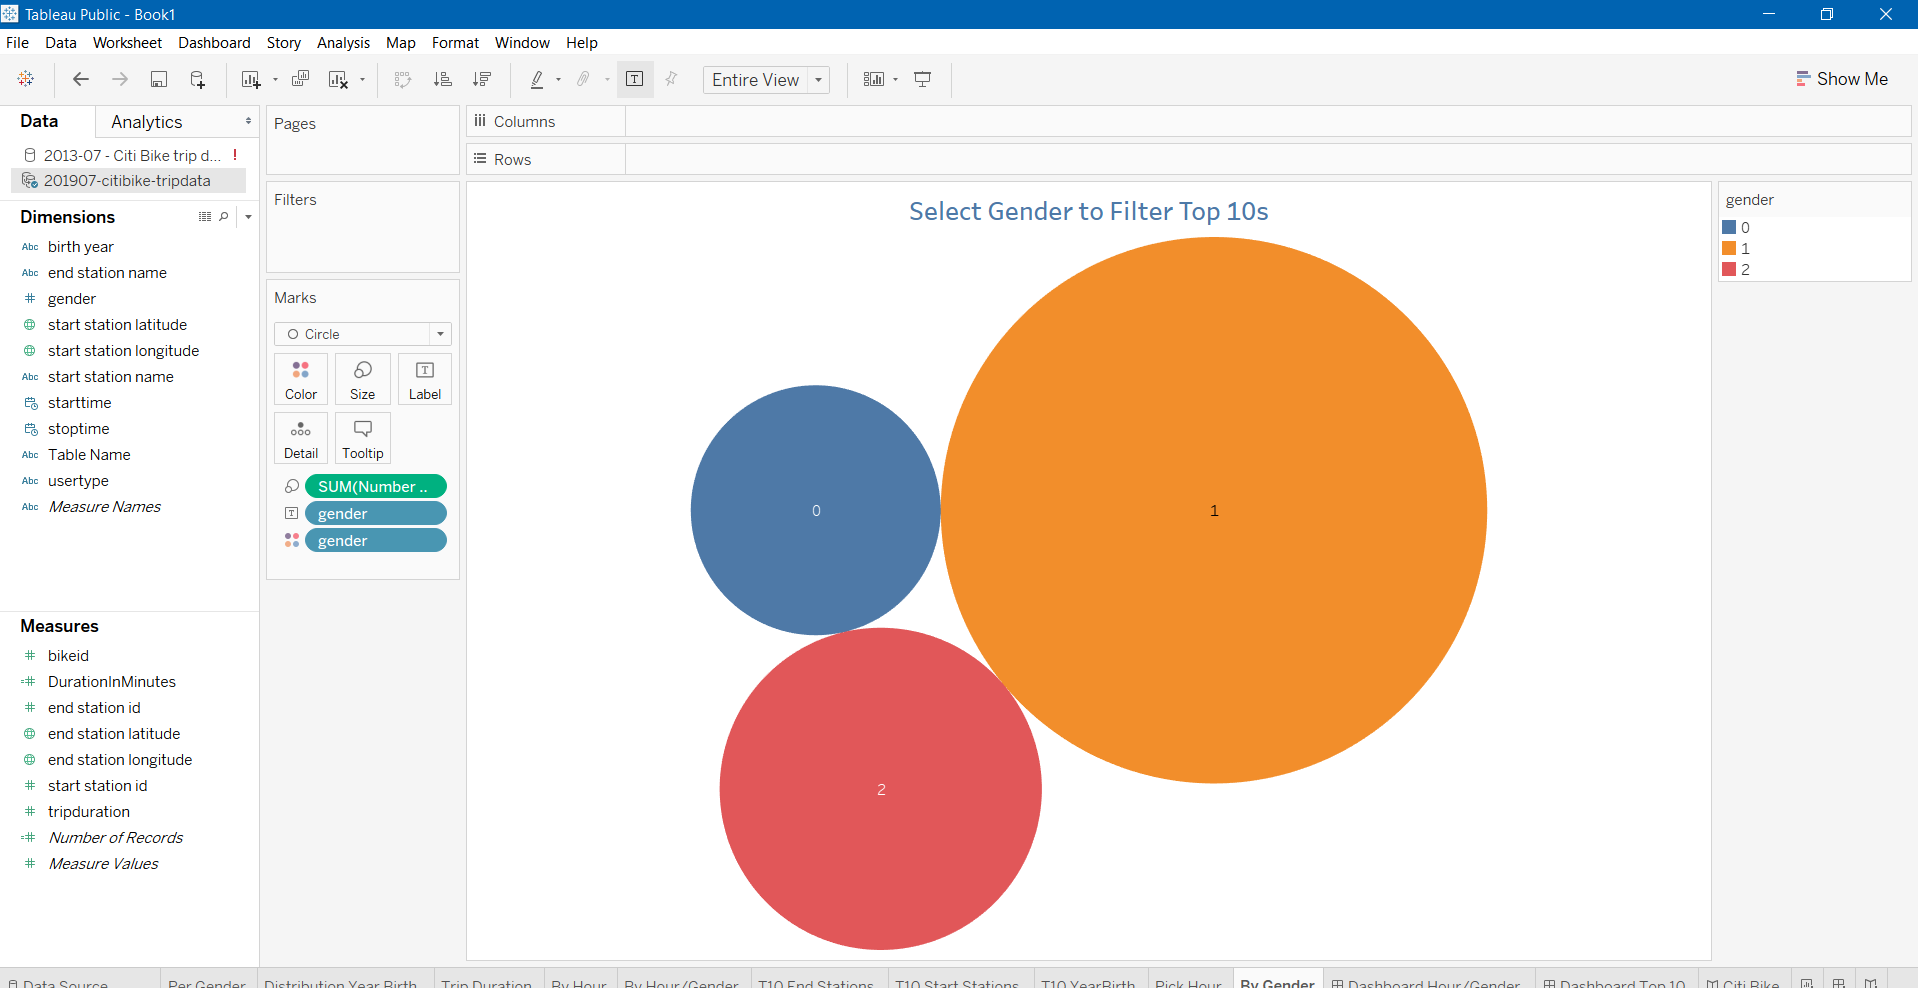 Tableau Public - Book1
File Data Worksheet Dashboard Story Analysis Map Format Window Help
Entire View
Show Me
Data Analytics
2013-07 - Citi Bike trip d... !
201907-citibike-tripdata
Dimensions
Abc birth year
Abc end station name
# gender
start station latitude
start station longitude
Abc start station name
starttime
stoptime
Abc Table Name
Abc usertype
Abc Measure Names
Measures
# bikeid
=# DurationInMinutes
# end station id
end station latitude
end station longitude
# start station id
# tripduration
=# Number of Records
# Measure Values
Pages
Filters
Marks
Circle
Color Size Label
Detail Tooltip
SUM(Number ..
gender
gender
Columns
Rows
Select Gender to Filter Top 10s
0
1
2
gender
0
1
2
Data Source Per Gender Distribution Year Birth Trip Duration By Hour By Hour/Gender T10 End Stations T10 Start Stations T10 YearBirth Pick Hour By Gender Dashboard Hour/Gender Dashboard Top 10 Citi Bike